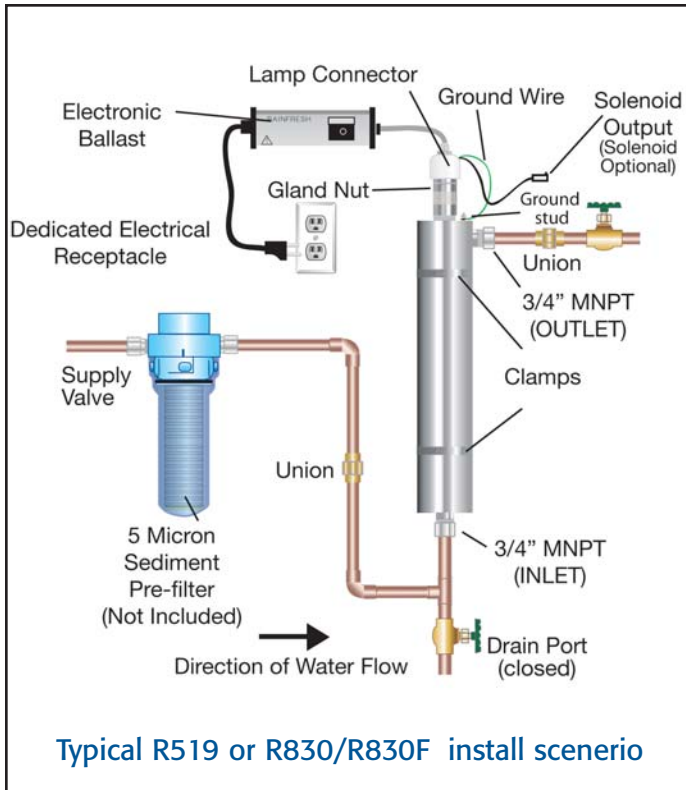 Lamp Connector
Ground Wire
Solenoid
Output
(Solenoid
Optional)
Electronic
Ballast
RAINFRESH
Gland Nut
Ground
stud
Dedicated Electrical
Receptacle
Union
3/4” MNPT
(OUTLET)
Supply
Valve
Clamps
Union
5 Micron
Sediment
Pre-filter
(Not Included)
3/4” MNPT
(INLET)
Direction of Water Flow
Drain Port
(closed)
Typical R519 or R830/R830F install scenerio